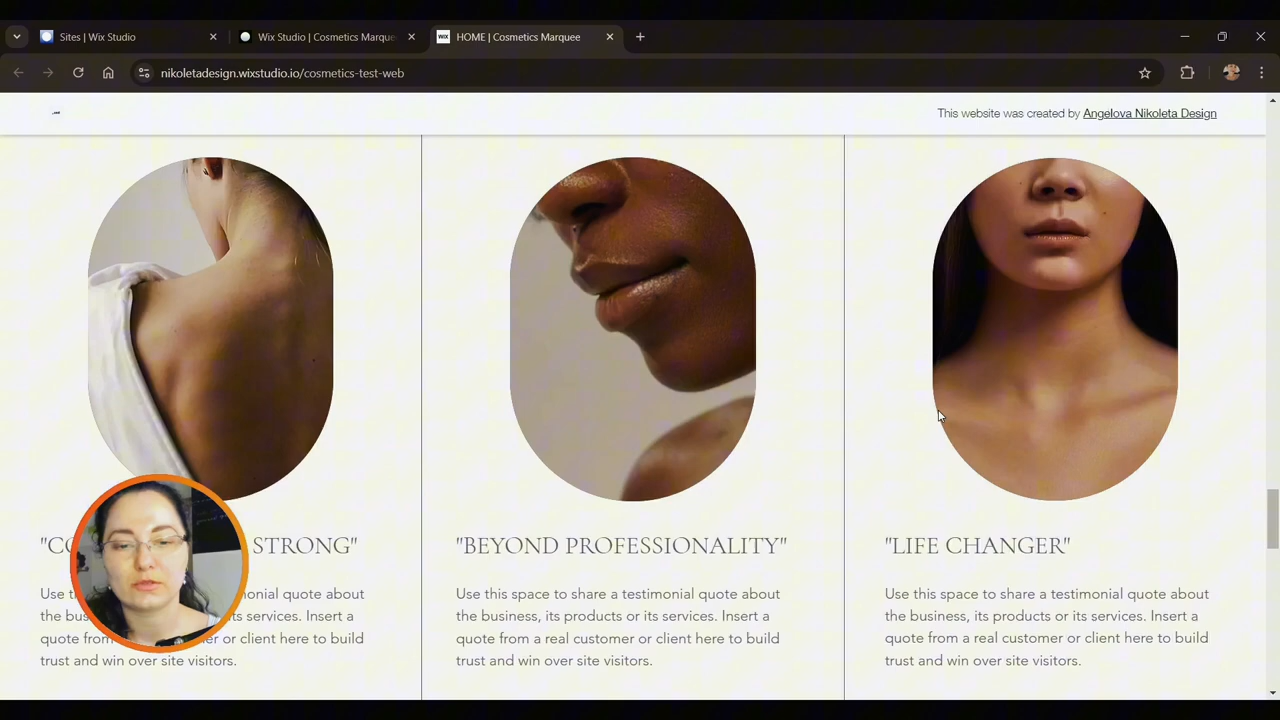 Sites | Wix Studio
Wix Studio | Cosmetics Marque
HOME | Cosmetics Marquee
WIX
nikoletadesign.wixstudio.io/cosmetics-test-web
This website was created by Angelova Nikoleta Design
"CO STRONG"
Use t onial quote about
the bus its services. Insert a
quote from er or client here to build
trust and win over site visitors.
"BEYOND PROFESSIONALITY"
Use this space to share a testimonial quote about
the business, its products or its services. Insert a
quote from a real customer or client here to build
trust and win over site visitors.
"LIFE CHANGER"
Use this space to share a testimonial quote about
the business, its products or its services. Insert a
quote from a real customer or client here to build
trust and win over site visitors.